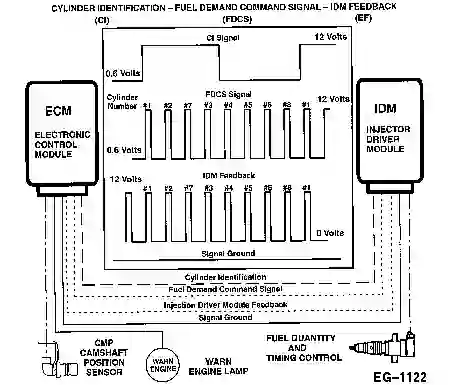 CYLINDER IDENTIFICATION – FUEL DEMAND COMMAND SIGNAL – IDM FEEDBACK
(CI) (FDCS) (EF)
CI Signal 12 Volts
0.6 Volts
FDCS Signal
Cylinder Number #1 #2 #7 #3 #4 #5 #6 #8 #1 12 Volts
0.6 Volts
IDM Feedback
12 Volts #1 #2 #7 #3 #4 #5 #6 #8 #1
0 Volts
Signal Ground
ECM
ELECTRONIC
CONTROL
MODULE
IDM
INJECTOR
DRIVER
MODULE
Cylinder Identification
Fuel Demand Command Signal
Injection Driver Module Feedback
Signal Ground
CMP
CAMSHAFT
POSITION
SENSOR
WARN
ENGINE
WARN
ENGINE LAMP
FUEL QUANTITY
AND
TIMING CONTROL
EG-1122